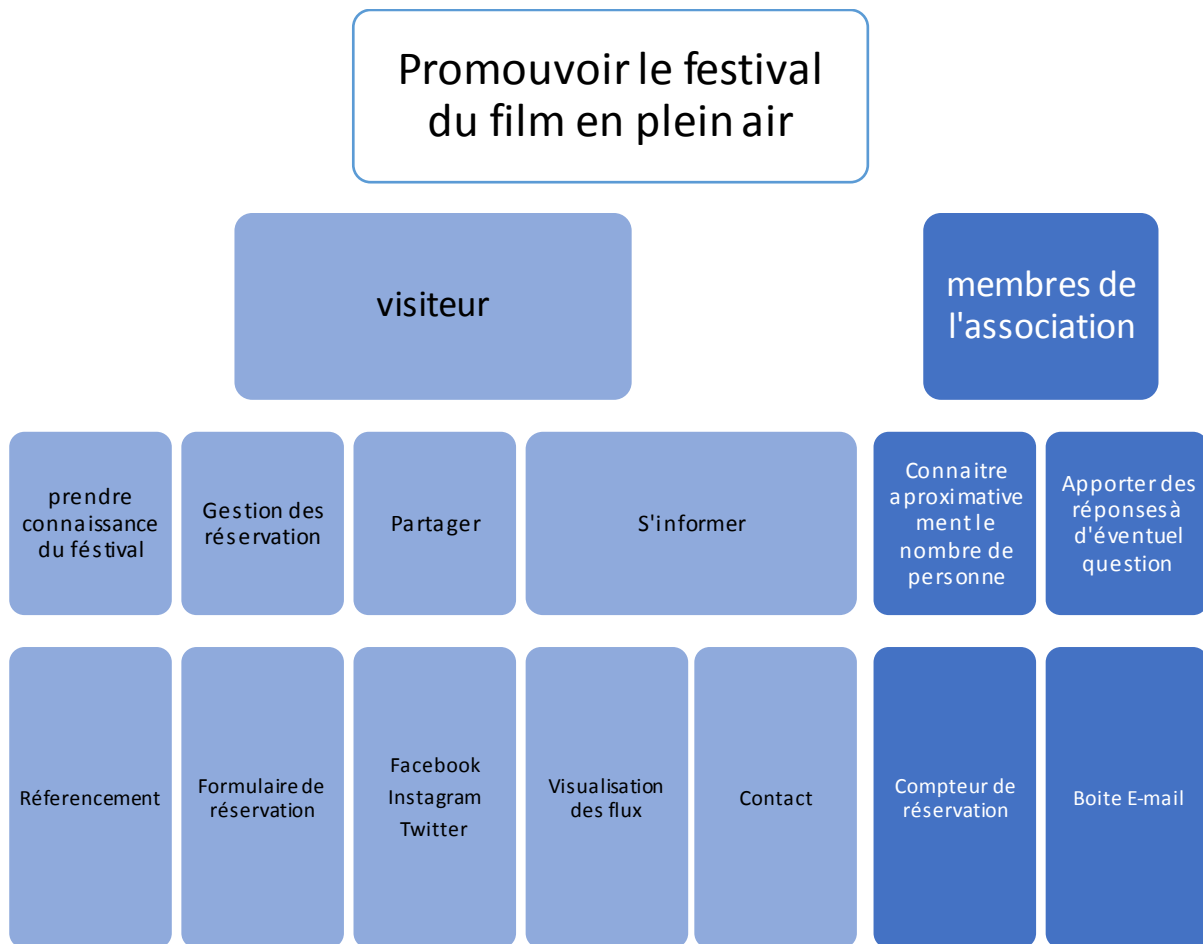 Promouvoir le festival
du film en plein air
visiteur
membres de
l'association
prendre
connaissance
du féstival
Gestion des
réservation
Partager
S'informer
Connaitre
aproximative
ment le
nombre de
personne
Apporter des
réponses à
d'éventuel
question
Réferencement
Formulaire de
réservation
Facebook
Instagram
Twitter
Visualisation
des flux
Contact
Compteur de
réservation
Boite E-mail